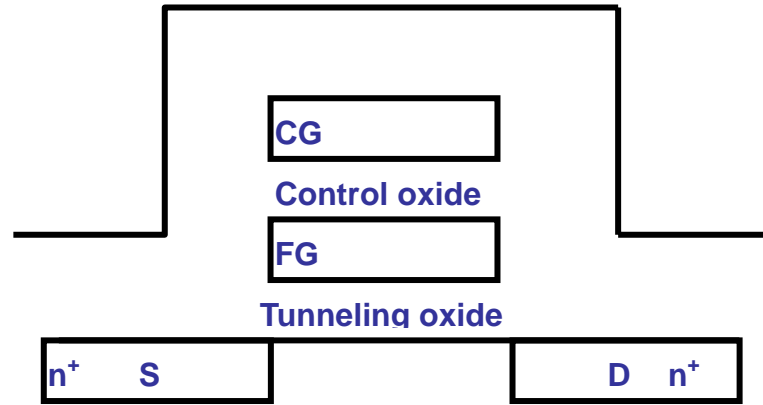 CG
Control oxide
FG
Tunneling oxide
n⁺ S D n⁺